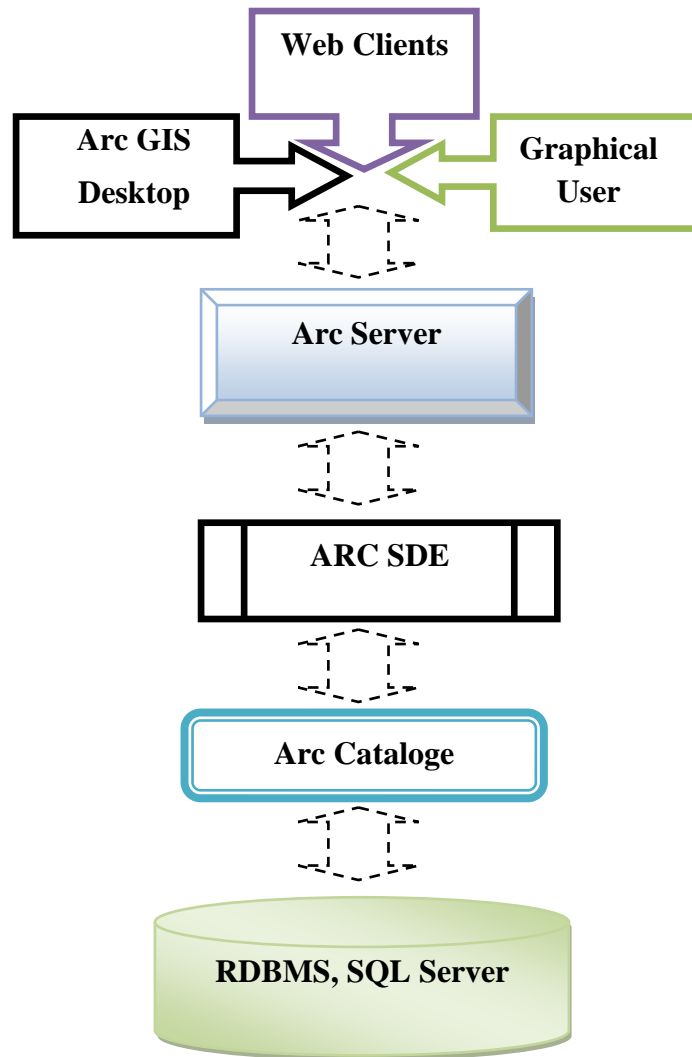 Web Clients
Arc GIS
Desktop
Graphical
User
Arc Server
ARC SDE
Arc Cataloge
RDBMS, SQL Server